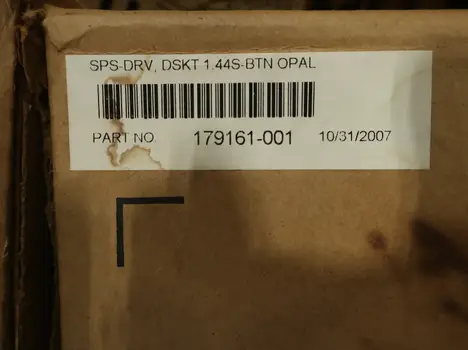 SPS-DRV, DSKT 1.44S-BTN OPAL
PART NO. 179161-001 10/31/2007